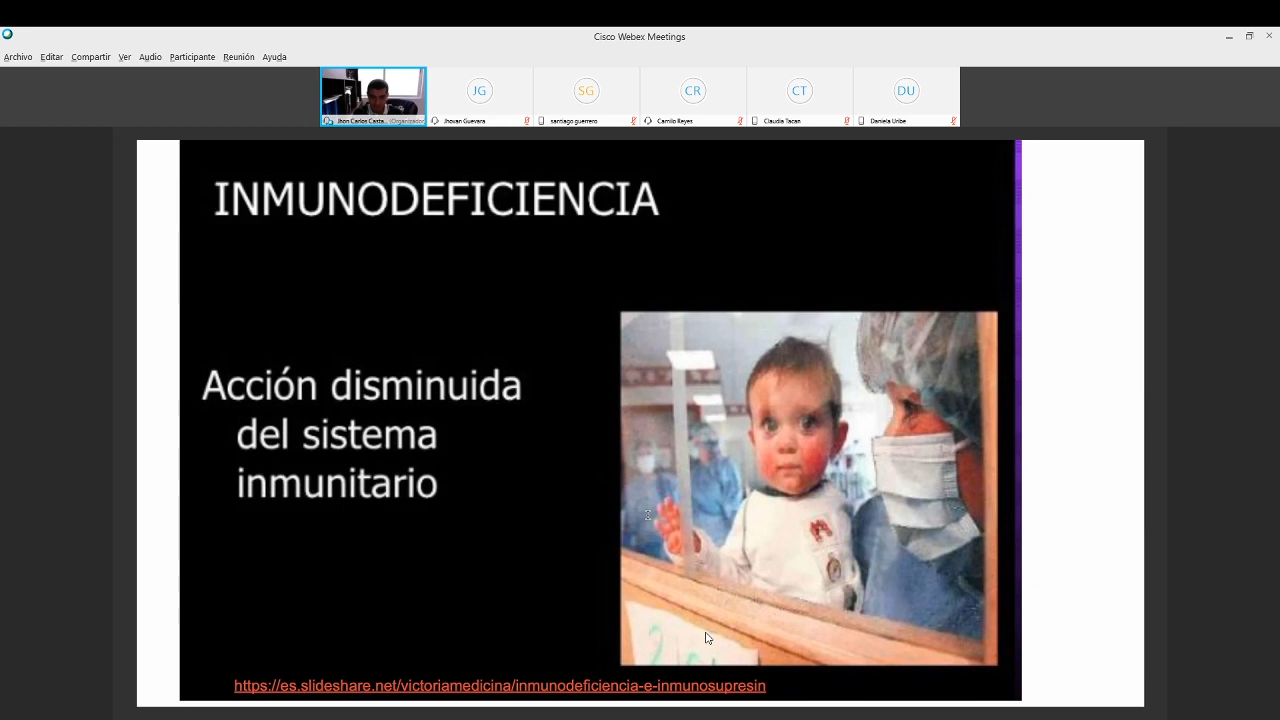 Cisco Webex Meetings
Archivo Editar Compartir Ver Audio Participante Reunión Ayuda
JG SG CR CT DU
Jhon Carlos Casta... (Organizador
Jhovan Guevara
santiago guerrero
Camilo Reyes
Claudia Tacan
Daniela Uribe
INMUNODEFICIENCIA
Acción disminuida
del sistema
inmunitario
https://es.slideshare.net/victoriamedicina/inmunodeficiencia-e-inmunosupresin